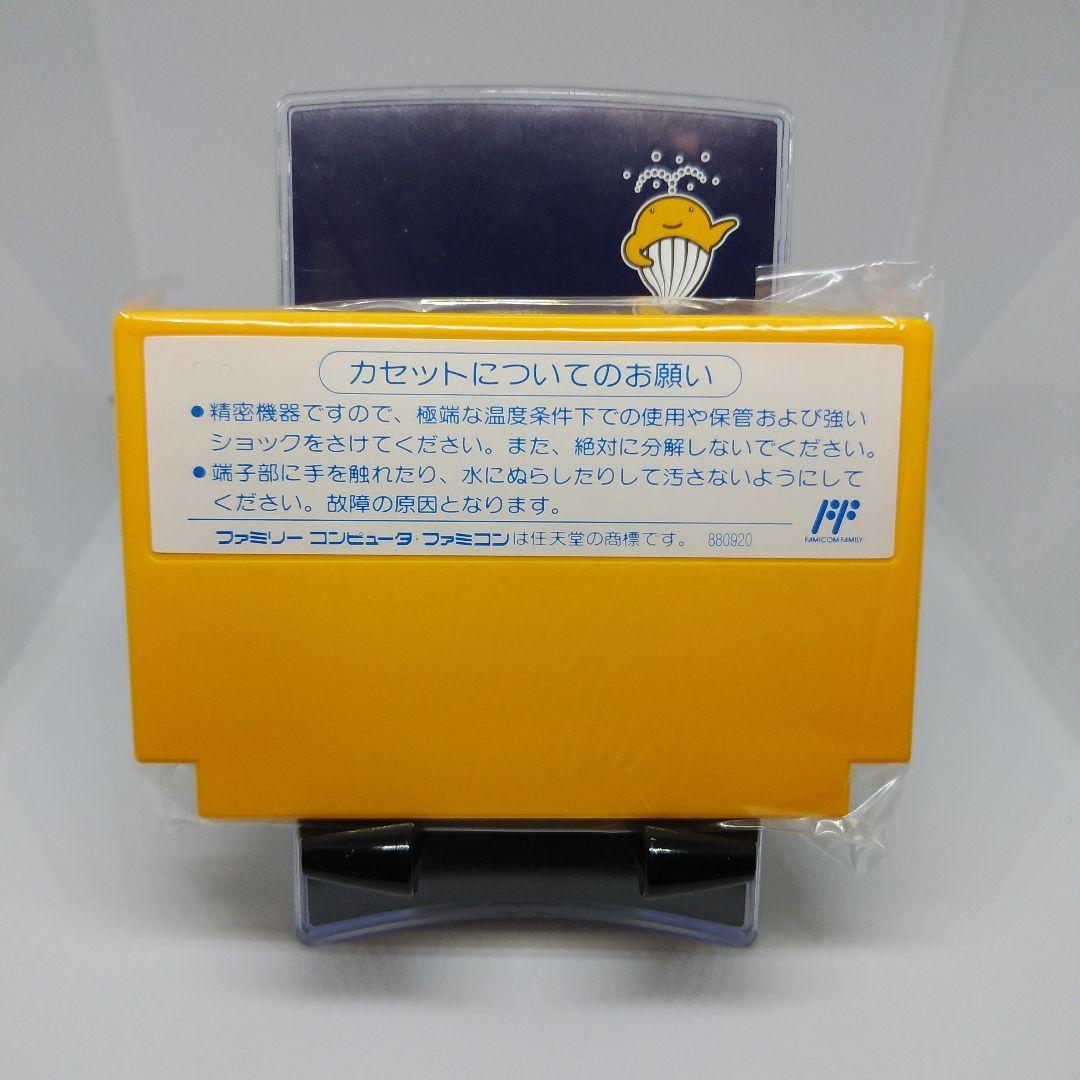 カセットについてのお願い
●精密機器ですので、極端な温度条件下での使用や保管および強い
ショックをさけてください。また、絶対に分解しないでください。
●端子部に手を触れたり、水にぬらしたりして汚さないようにして
ください。故障の原因となります。
ファミリー コンピュータ・ファミコンは任天堂の商標です。 880920
FF
FAMICOM FAMILY